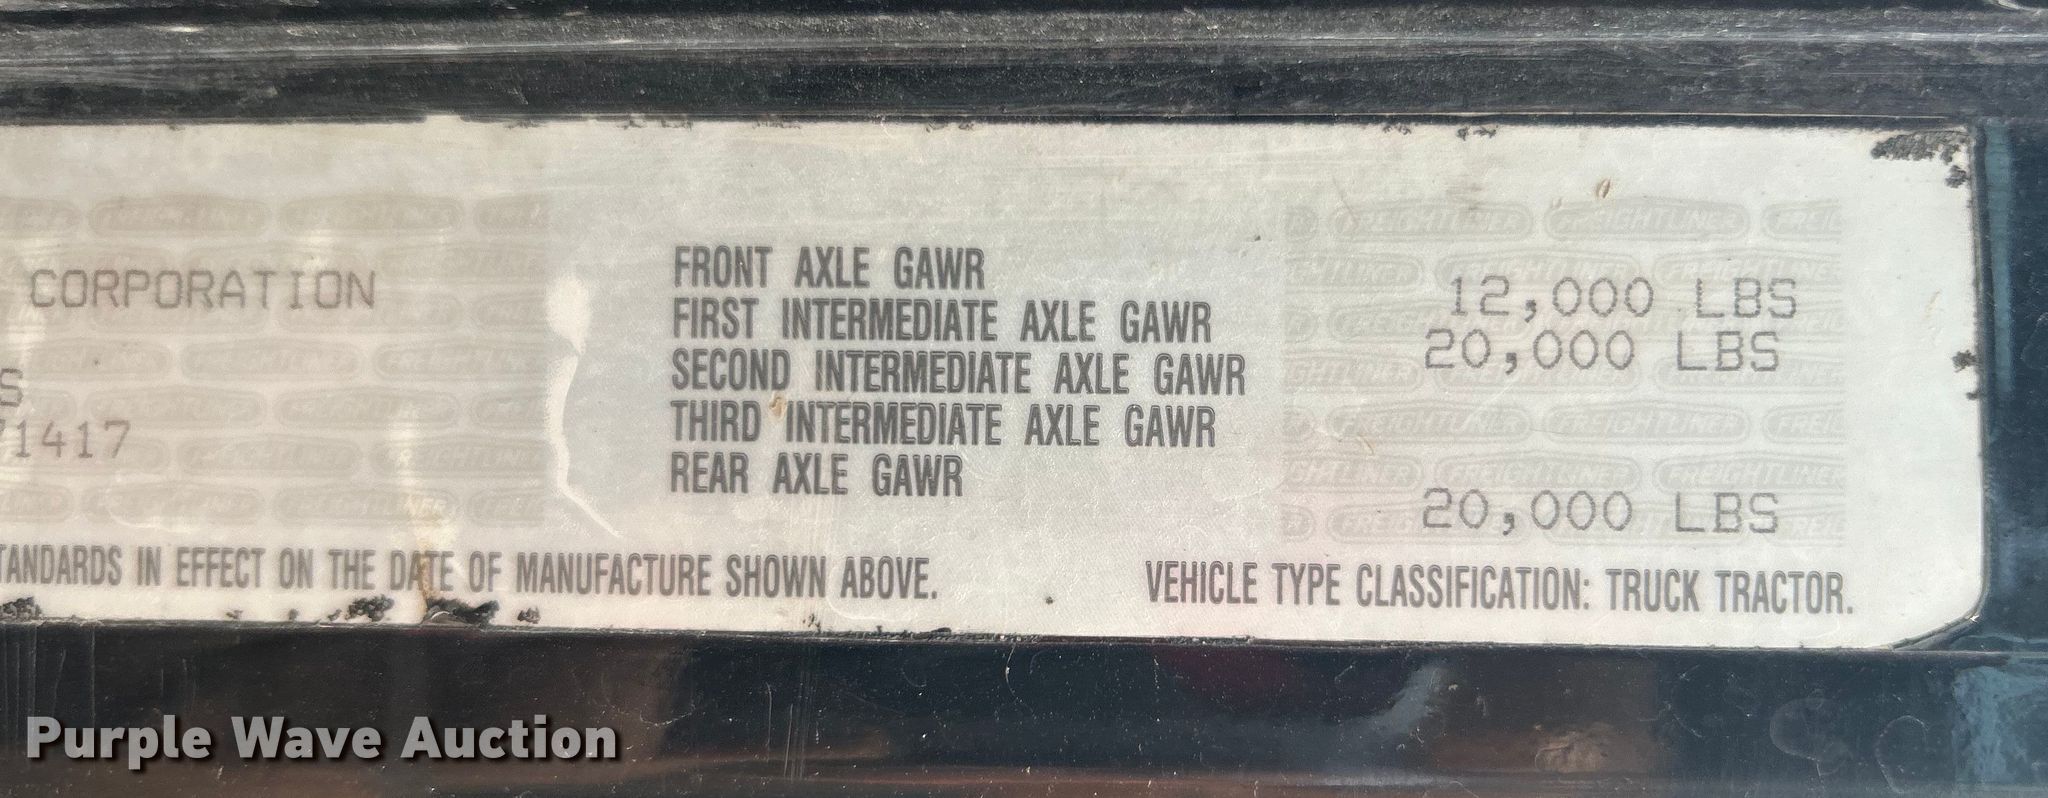 CORPORATION
FRONT AXLE GAWR 12,000 LBS
FIRST INTERMEDIATE AXLE GAWR 20,000 LBS
SECOND INTERMEDIATE AXLE GAWR
S
THIRD INTERMEDIATE AXLE GAWR
71417
REAR AXLE GAWR 20,000 LBS
TANDARDS IN EFFECT ON THE DATE OF MANUFACTURE SHOWN ABOVE. VEHICLE TYPE CLASSIFICATION: TRUCK TRACTOR.
Purple Wave Auction